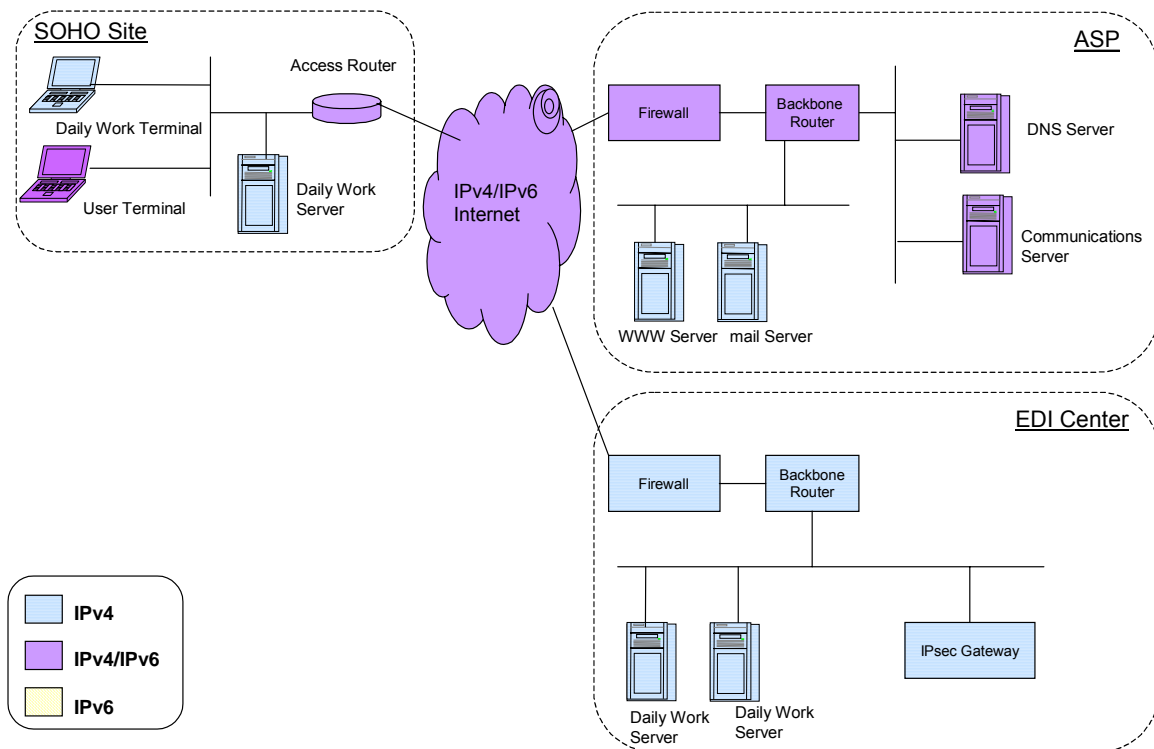 SOHO Site
Access Router
Daily Work Terminal
User Terminal
Daily Work
Server
IPv4/IPv6
Internet
ASP
Firewall
Backbone
Router
DNS Server
Communications
Server
WWW Server
mail Server
EDI Center
Firewall
Backbone
Router
IPsec Gateway
Daily Work
Server
Daily Work
Server
IPv4
IPv4/IPv6
IPv6